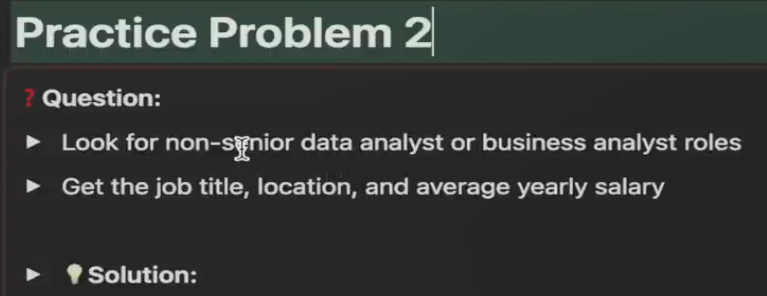 Practice Problem 2
❓ Question:
▶ Look for non-senior data analyst or business analyst roles
▶ Get the job title, location, and average yearly salary
▶ 💡 Solution: